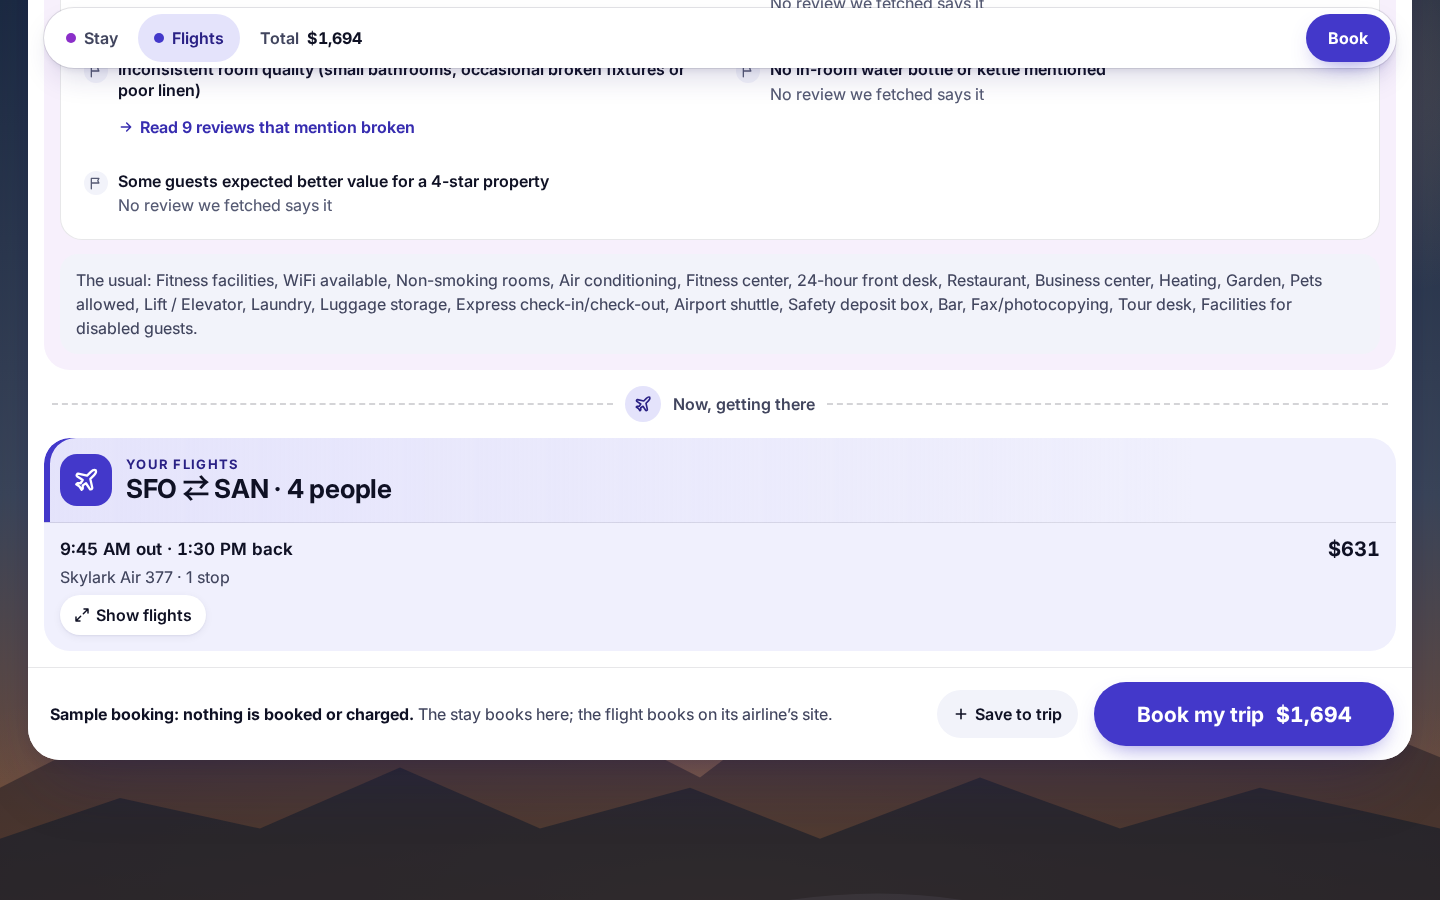 No review we fetched says it
Stay
Flights
Total $1,694
Book
Inconsistent room quality (small bathrooms, occasional broken fixtures or
poor linen)
→ Read 9 reviews that mention broken
No in-room water bottle or kettle mentioned
No review we fetched says it
Some guests expected better value for a 4-star property
No review we fetched says it
The usual: Fitness facilities, WiFi available, Non-smoking rooms, Air conditioning, Fitness center, 24-hour front desk, Restaurant, Business center, Heating, Garden, Pets
allowed, Lift / Elevator, Laundry, Luggage storage, Express check-in/check-out, Airport shuttle, Safety deposit box, Bar, Fax/photocopying, Tour desk, Facilities for
disabled guests.
Now, getting there
YOUR FLIGHTS
SFO ⇄ SAN · 4 people
9:45 AM out · 1:30 PM back
$631
Skylark Air 377 · 1 stop
Show flights
Sample booking: nothing is booked or charged. The stay books here; the flight books on its airline’s site.
+ Save to trip
Book my trip $1,694